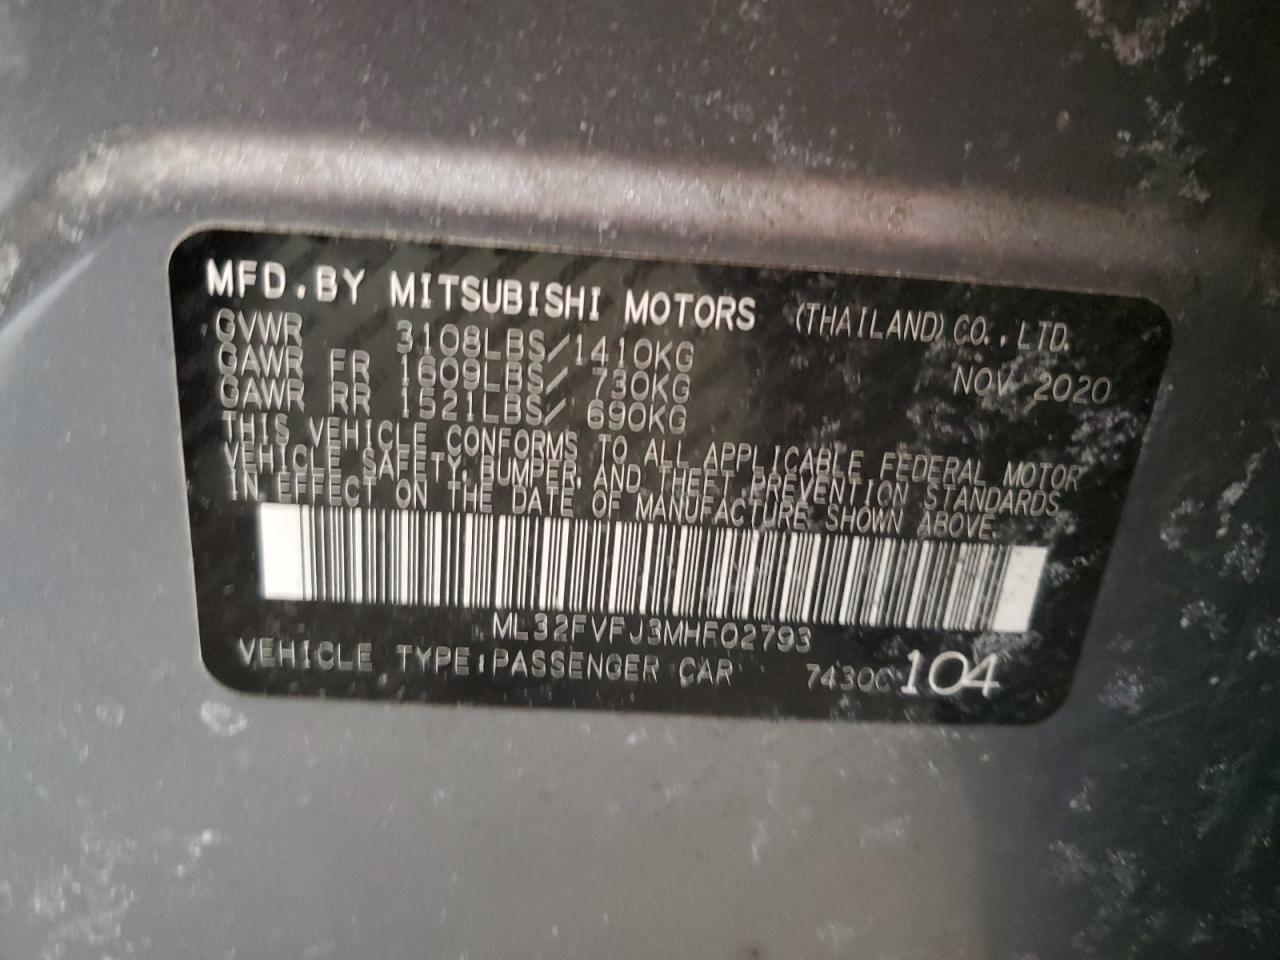 MFD.BY MITSUBISHI MOTORS (THAILAND) CO., LTD.
GVWR 3108LBS/1410KG
GAWR FR 1609LBS/ 730KG NOV 2020
GAWR RR 1521LBS/ 690KG
THIS VEHICLE CONFORMS TO ALL APPLICABLE FEDERAL MOTOR
VEHICLE SAFETY, BUMPER, AND THEFT PREVENTION STANDARDS
IN EFFECT ON THE DATE OF MANUFACTURE SHOWN ABOVE.
ML32FVFJ3MHF02793
VEHICLE TYPE:PASSENGER CAR 7430C104